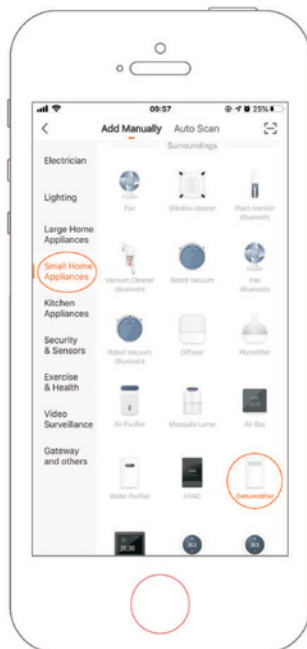 09:57
25%
Add Manually
Auto Scan
Surroundings
Electrician
Lighting
Large Home
Appliances
Small Home
Appliances
Kitchen
Appliances
Security
& Sensors
Exercise
& Health
Video
Surveillance
Gateway
and others
Fan
Window cleaner
Plant monitor
(Bluetooth)
Vacuum Cleaner
(Bluetooth)
Robot Vacuum
Fan
(Bluetooth)
Robot Vacuum
(Bluetooth)
Diffuser
Humidifier
Air Purifier
Mosquito Lamp
Air Box
Water Purifier
HVAC
Dehumidifier
20:30